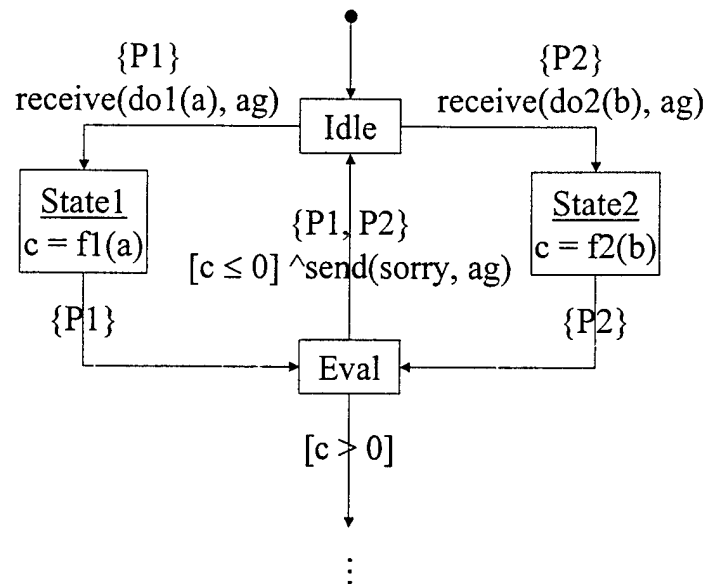 {P1}
receive(do1(a), ag)
{P2}
receive(do2(b), ag)
Idle
State1
c = f1(a)
{P1, P2}
[c ≤ 0] ^send(sorry, ag)
State2
c = f2(b)
{P1}
{P2}
Eval
[c > 0]
⋮